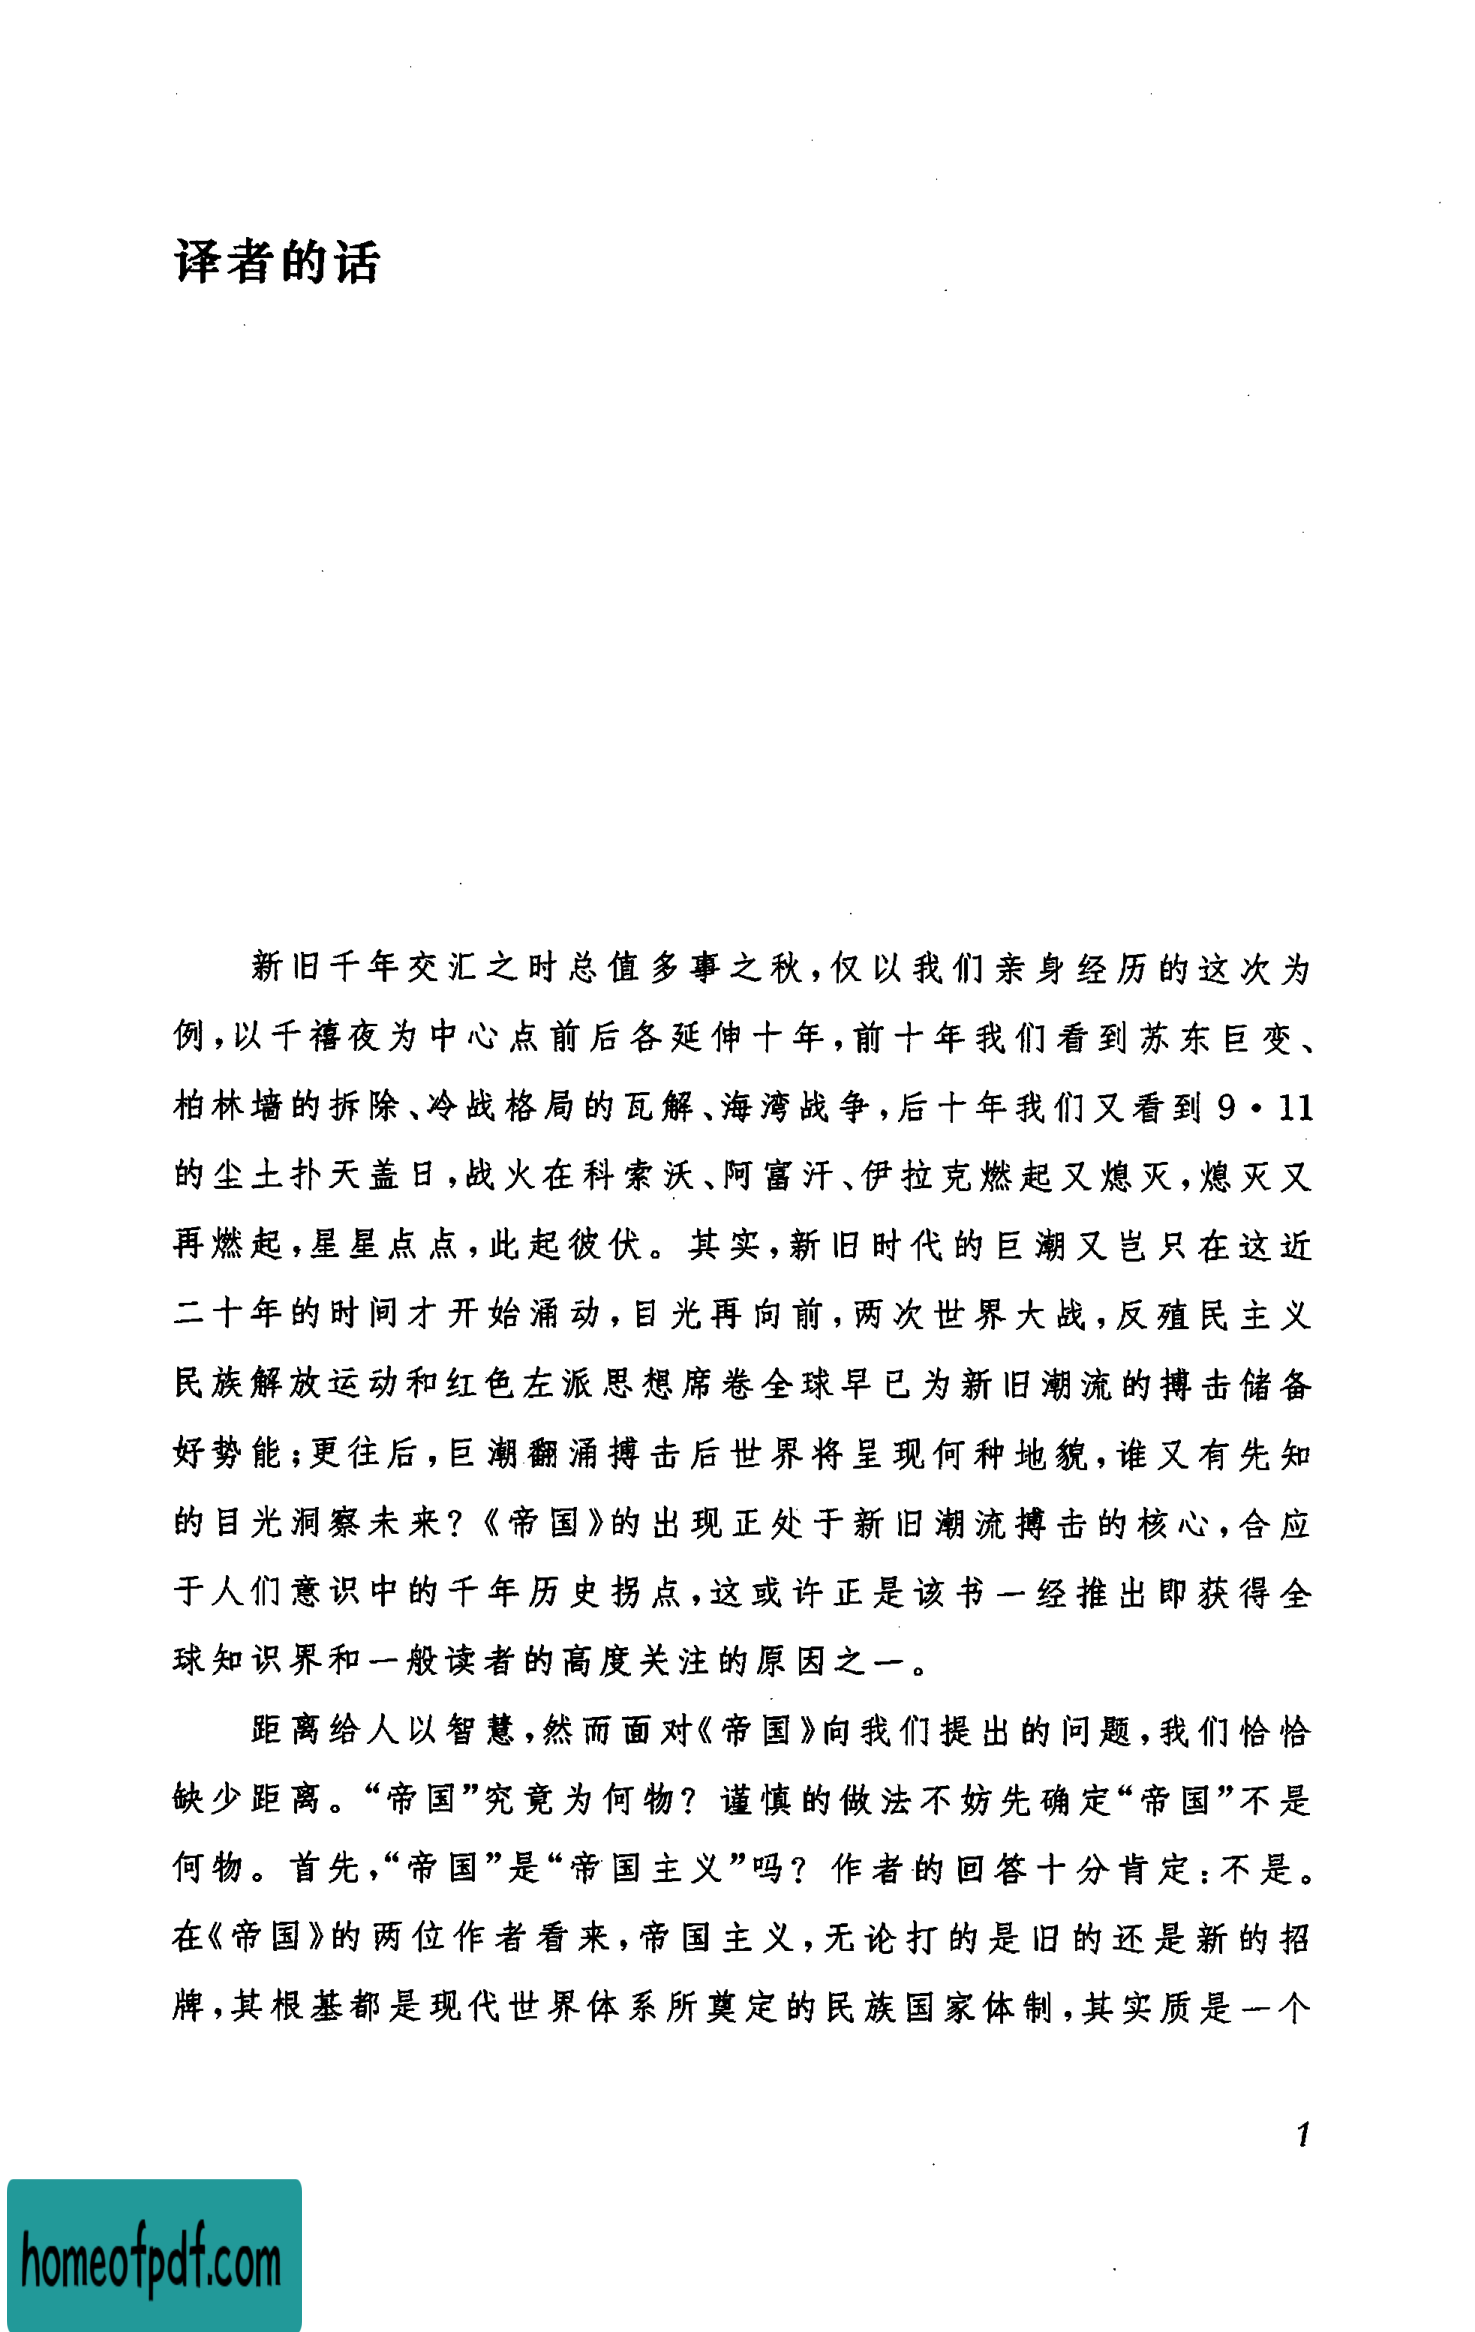 译者的话
新旧千年交汇之时总值多事之秋，仅以我们亲身经历的这次为
例，以千禧夜为中心点前后各延伸十年，前十年我们看到苏东巨变、
柏林墙的拆除、冷战格局的瓦解、海湾战争，后十年我们又看到9·11
的尘土扑天盖日，战火在科索沃、阿富汗、伊拉克燃起又熄灭，熄灭又
再燃起，星星点点，此起彼伏。其实，新旧时代的巨潮又岂只在这近
二十年的时间才开始涌动，目光再向前，两次世界大战，反殖民主义
民族解放运动和红色左派思想席卷全球早已为新旧潮流的搏击储备
好势能；更往后，巨潮翻涌搏击后世界将呈现何种地貌，谁又有先知
的目光洞察未来？《帝国》的出现正处于新旧潮流搏击的核心，合应
于人们意识中的千年历史拐点，这或许正是该书一经推出即获得全
球知识界和一般读者的高度关注的原因之一。
距离给人以智慧，然而面对《帝国》向我们提出的问题，我们恰恰
缺少距离。“帝国”究竟为何物？谨慎的做法不妨先确定“帝国”不是
何物。首先，“帝国”是“帝国主义”吗？作者的回答十分肯定：不是。
在《帝国》的两位作者看来，帝国主义，无论打的是旧的还是新的招
牌，其根基都是现代世界体系所奠定的民族国家体制，其实质是一个
1
homeofpdf.com